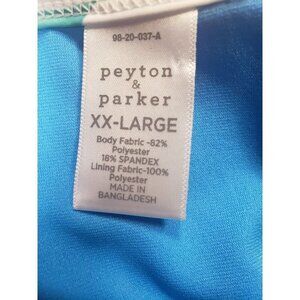 98-20-037-A
peyton
&
parker
XX-LARGE
Body Fabric -82%
Polyester
18% SPANDEX
Lining Fabric-100%
Polyester
MADE IN
BANGLADESH